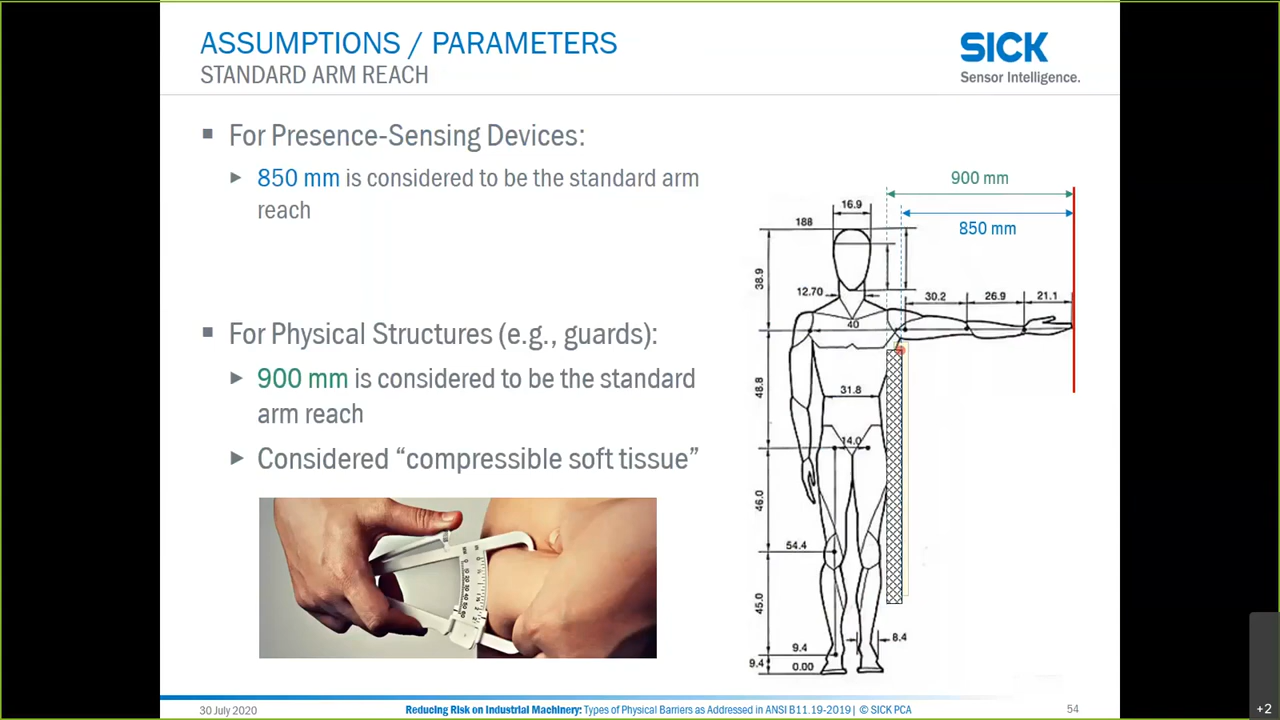 ASSUMPTIONS / PARAMETERS
STANDARD ARM REACH
SICK
Sensor Intelligence.
■ For Presence-Sensing Devices:
► 850 mm is considered to be the standard arm
reach
■ For Physical Structures (e.g., guards):
► 900 mm is considered to be the standard
arm reach
► Considered “compressible soft tissue”
900 mm
850 mm
16.9
188
38.9
12.70
30.2
26.9
21.1
40
48.8
31.8
14.0
46.0
54.4
45.0
8.4
9.4
9.4
0.00
30 July 2020
Reducing Risk on Industrial Machinery: Types of Physical Barriers as Addressed in ANSI B11.19-2019| © SICK PCA
54
+2